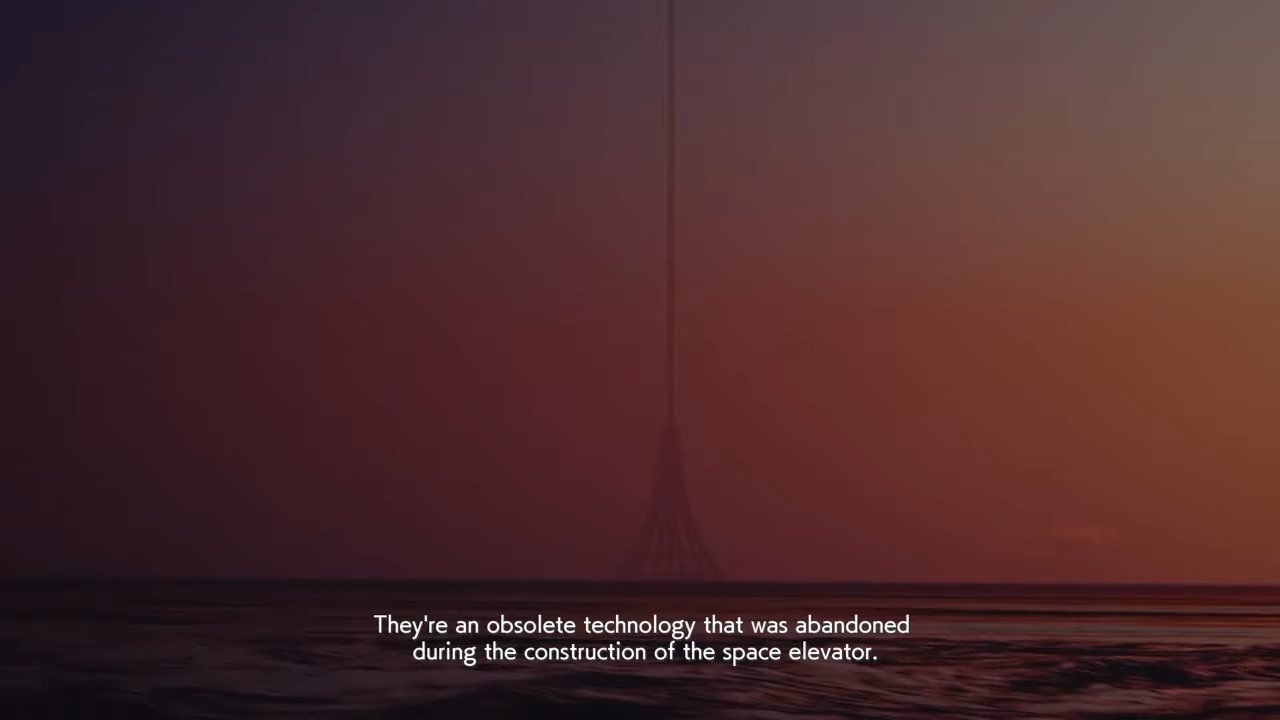 They're an obsolete technology that was abandoned
during the construction of the space elevator.